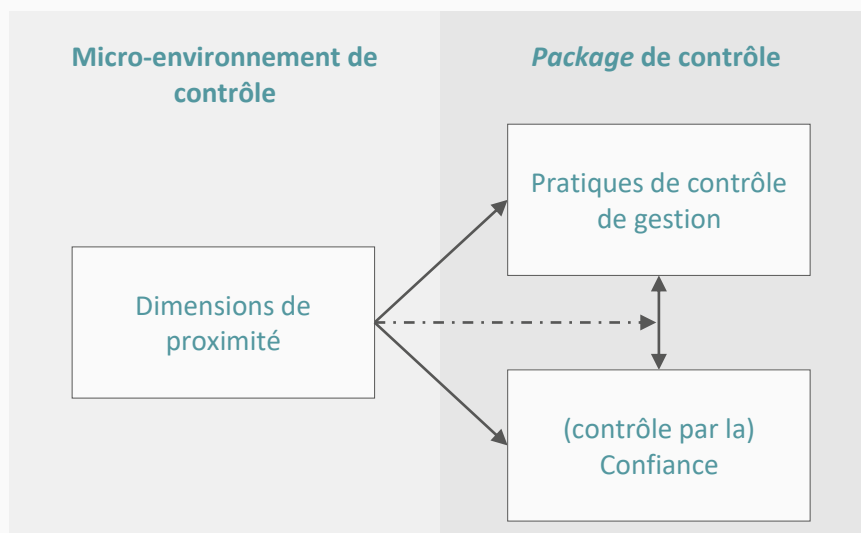 Micro-environnement de
contrôle
Package de contrôle
Pratiques de contrôle
de gestion
Dimensions de
proximité
(contrôle par la)
Confiance